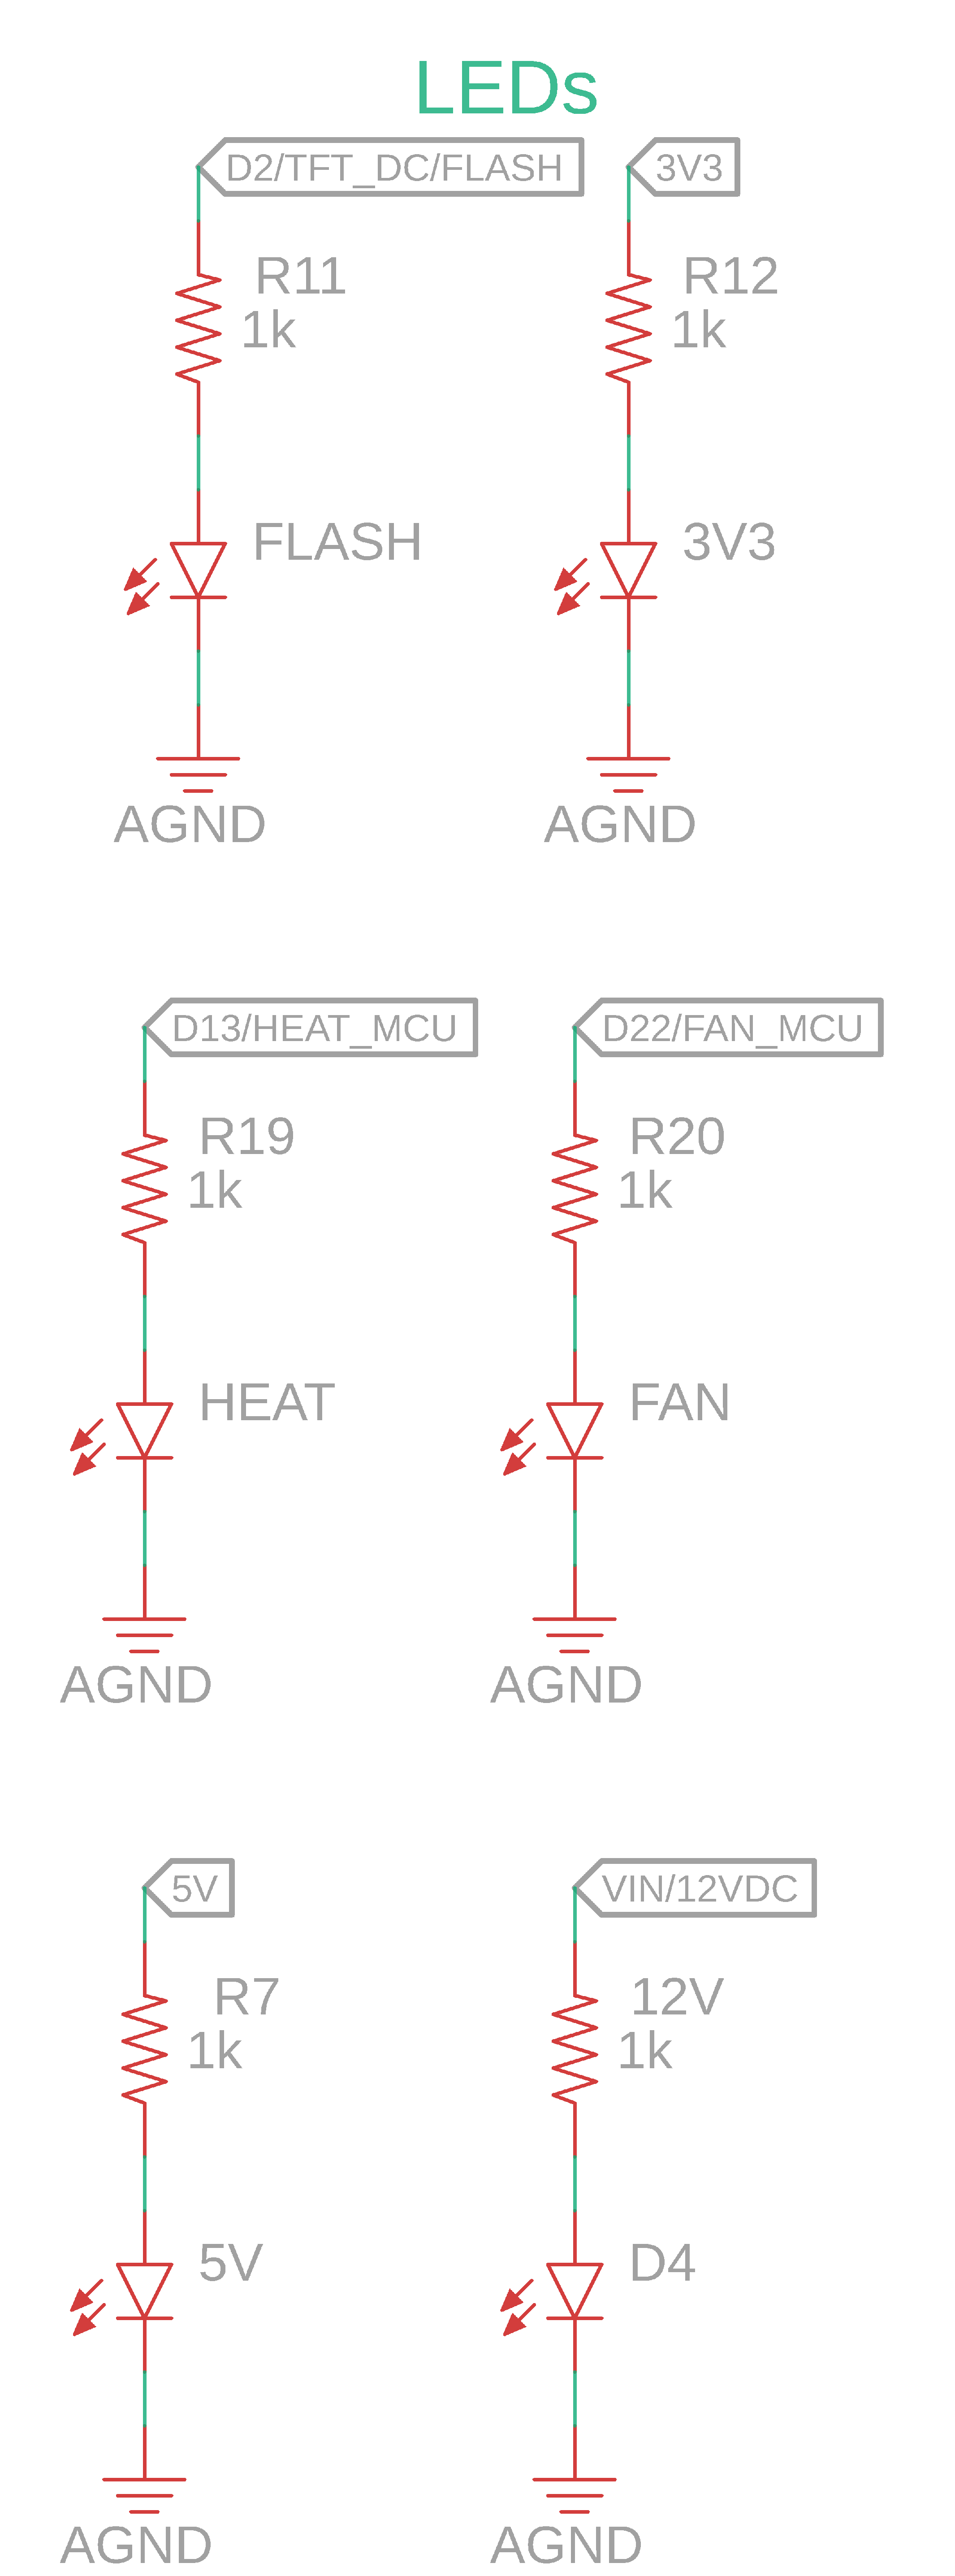 LEDs
D2/TFT_DC/FLASH
3V3
R11
1k
R12
1k
FLASH
3V3
AGND
AGND
D13/HEAT_MCU
D22/FAN_MCU
R19
1k
R20
1k
HEAT
FAN
AGND
AGND
5V
VIN/12VDC
R7
1k
12V
1k
5V
D4
AGND
AGND